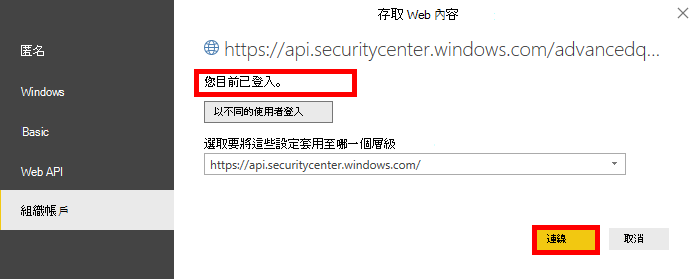 存取 Web 內容
匿名
Windows
Basic
Web API
組織帳戶
https://api.securitycenter.windows.com/advancedq...
您目前已登入。
以不同的使用者登入
選取要將這些設定套用至哪一個層級
https://api.securitycenter.windows.com/
連線
取消